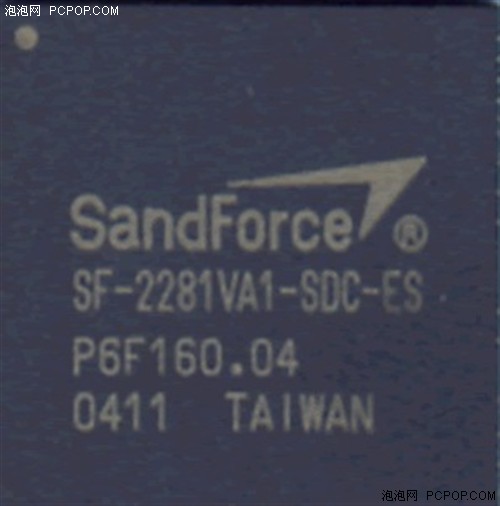 泡泡网 PCPOP.COM
SandForce®
SF-2281VA1-SDC-ES
P6F160.04
0411 TAIWAN
泡泡网 PCPOP.COM